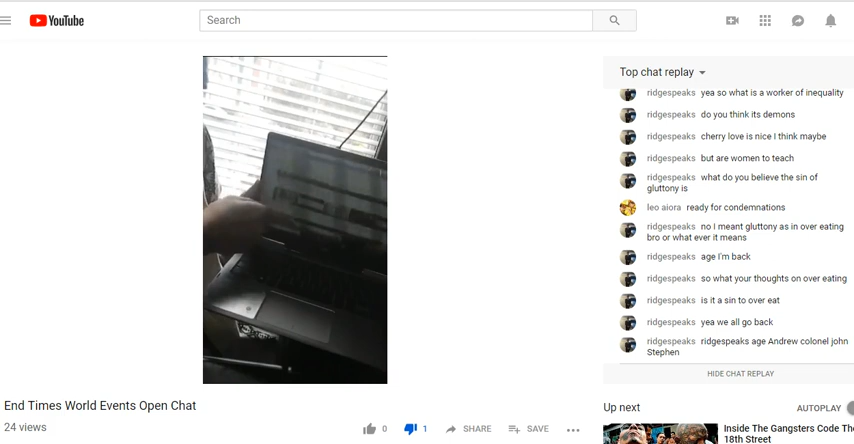 YouTube
Search
Top chat replay
ridgespeaks yea so what is a worker of inequality
ridgespeaks do you think its demons
ridgespeaks cherry love is nice I think maybe
ridgespeaks but are women to teach
ridgespeaks what do you believe the sin of
gluttony is
leo aiora ready for condemnations
ridgespeaks no I meant gluttony as in over eating
bro or what ever it means
ridgespeaks age I'm back
ridgespeaks so what your thoughts on over eating
ridgespeaks is it a sin to over eat
ridgespeaks yea we all go back
ridgespeaks ridgespeaks age Andrew colonel john
Stephen
HIDE CHAT REPLAY
End Times World Events Open Chat
24 views
0 1 SHARE SAVE
Up next AUTOPLAY
Inside The Gangsters Code The
18th Street